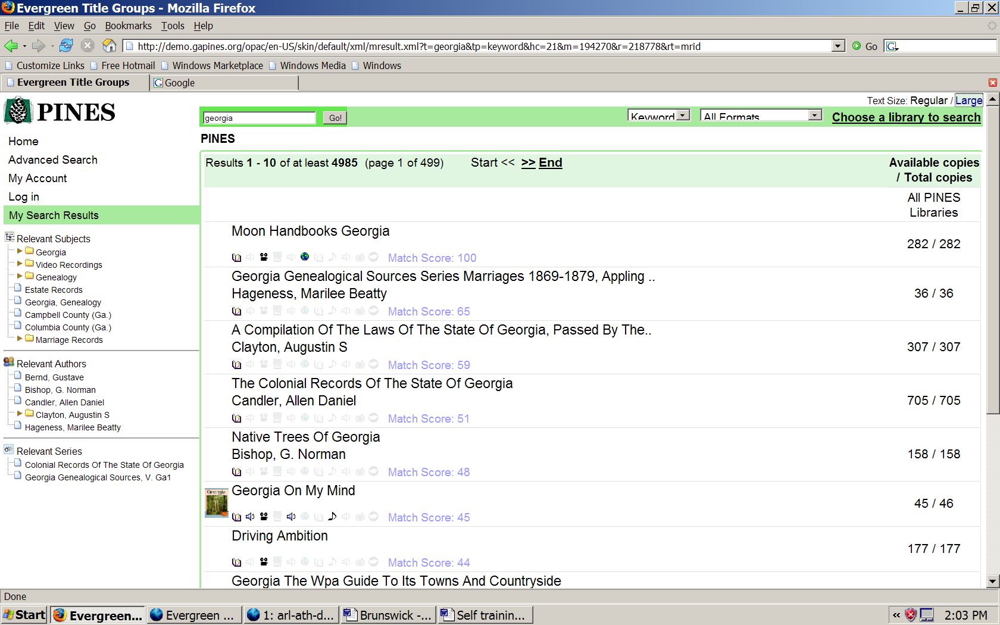 Evergreen Title Groups - Mozilla Firefox
File Edit View Go Bookmarks Tools Help
http://demo.gapines.org/opac/en-US/skin/default/xml/mresult.xml?t=georgia&tp=keyword&hc=21&m=194270&r=218778&rt=mrid Go G
Customize Links Free Hotmail Windows Marketplace Windows Media Windows
Evergreen Title Groups G Google
Text Size: Regular / Large
PINES
georgia Go! Keyword All Formats Choose a library to search
PINES
Home
Advanced Search
My Account
Log in
My Search Results
Relevant Subjects
Georgia
Video Recordings
Genealogy
Estate Records
Georgia, Genealogy
Campbell County (Ga.)
Columbia County (Ga.)
Marriage Records
Relevant Authors
Bernd, Gustave
Bishop, G. Norman
Candler, Allen Daniel
Clayton, Augustin S
Hageness, Marilee Beatty
Relevant Series
Colonial Records Of The State Of Georgia
Georgia Genealogical Sources, V. Ga1
Results 1 - 10 of at least 4985 (page 1 of 499) Start << >> End
Available copies
/ Total copies
All PINES
Libraries
Moon Handbooks Georgia
282 / 282
Match Score: 100
Georgia Genealogical Sources Series Marriages 1869-1879, Appling ..
Hageness, Marilee Beatty
36 / 36
Match Score: 65
A Compilation Of The Laws Of The State Of Georgia, Passed By The..
Clayton, Augustin S
307 / 307
Match Score: 59
The Colonial Records Of The State Of Georgia
Candler, Allen Daniel
705 / 705
Match Score: 51
Native Trees Of Georgia
Bishop, G. Norman
158 / 158
Match Score: 48
Georgia
Georgia On My Mind
45 / 46
Match Score: 45
Driving Ambition
177 / 177
Match Score: 44
Georgia The Wpa Guide To Its Towns And Countryside
Done
Start Evergreen... Evergreen ... 1: arl-ath-d... Brunswick -... Self trainin... « 2:03 PM